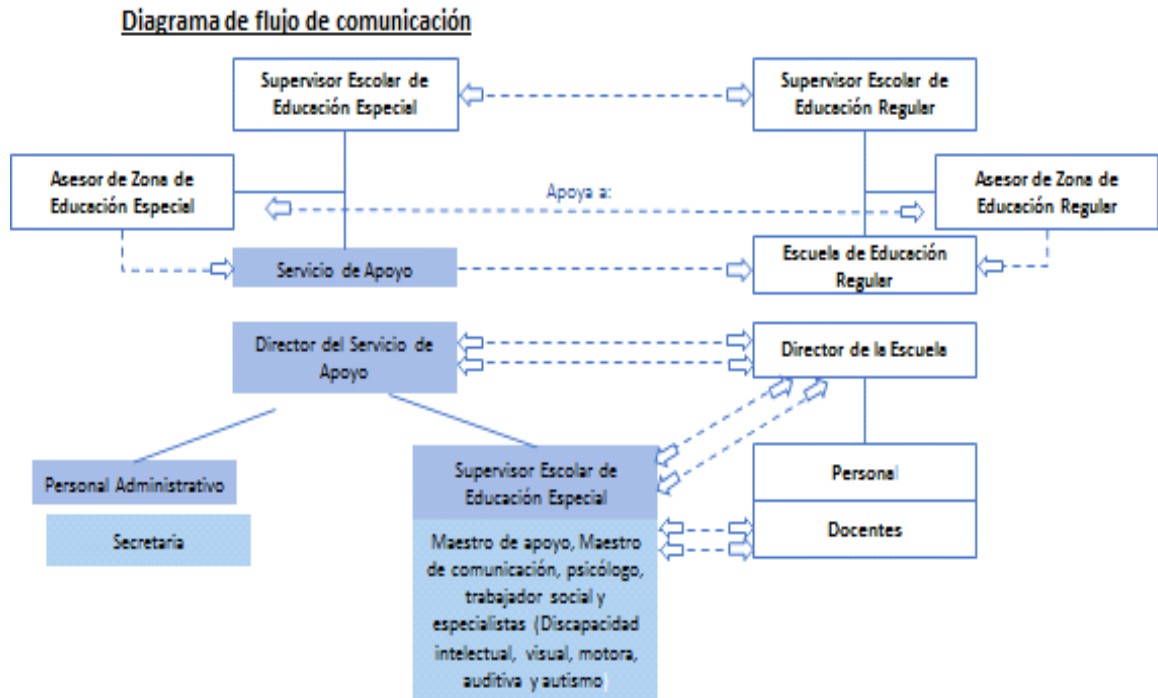 Diagrama de flujo de comunicación
Supervisor Escolar de
Educación Especial
Supervisor Escolar de
Educación Regular
Asesor de Zona de
Educación Especial
Apoya a:
Asesor de Zona de
Educación Regular
Servicio de Apoyo
Escuela de Educación
Regular
Director del Servicio de
Apoyo
Director de la Escuela
Personal Administrativo
Secretaria
Supervisor Escolar de
Educación Especial
Maestro de apoyo, Maestro
de comunicación, psicólogo,
trabajador social y
especialistas (Discapacidad
intelectual, visual, motora,
auditiva y autismo)
Personal
Docentes